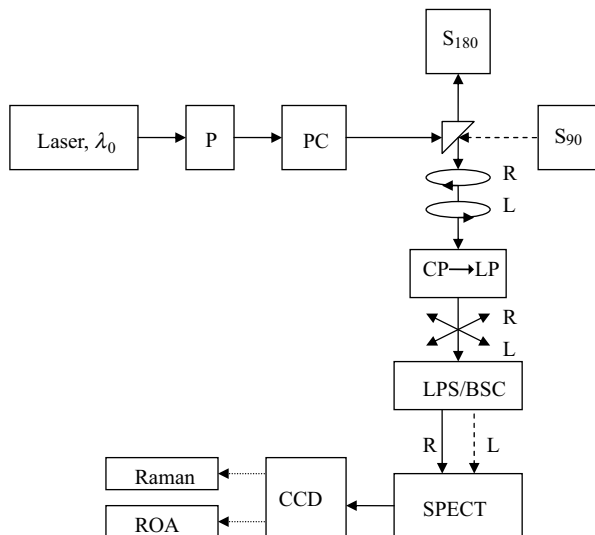 S180
Laser, λ0
P
PC
S90
R
L
CP LP
R
L
LPS/BSC
R
L
Raman
CCD
SPECT
ROA